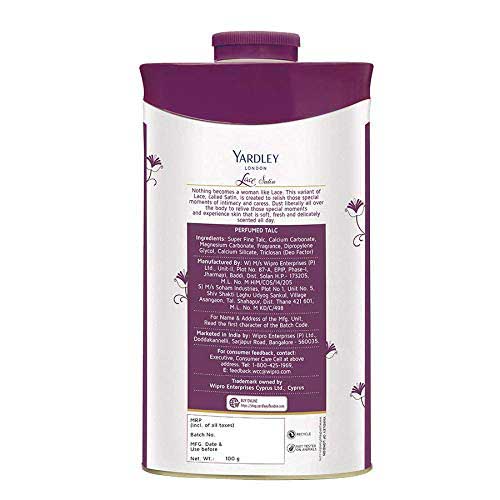 YARDLEY
LONDON
Lace Satin
Nothing becomes a woman like Lace. This variant of
Lace, called Satin, is created to relish those special
moments of intimacy and caress. Dust liberally all over
the body to relive those special moments
and experience skin that is soft, fresh and delicately
scented all day.
PERFUMED TALC
Ingredients: Super Fine Talc, Calcium Carbonate,
Magnesium Carbonate, Fragrance, Dipropylene
Glycol, Calcium Silicate, Triclosan (Deo Factor)
Manufactured By: W) M/s Wipro Enterprises (P)
Ltd., Unit-II, Plot No. 87-A, EPIP, Phase-I,
Jharmajri, Baddi, Dist. Solan H.P.- 173205,
M.L. No. M HIM/COS/14/205
S) M/s Soham Industries, Plot No 1, Unit No. 5,
Shiv Shakti Laghu Udyog Sankul, Village
Asangaon, Tal. Shahapur, Dist. Thane 421 601,
M.L. No. M KD/C/498
For Name & Address of the Mfg. Unit,
Read the first character of the Batch Code.
Marketed in India by: Wipro Enterprises (P) Ltd.,
Doddakannelli, Sarjapur Road, Bangalore - 560035.
For consumer feedback, contact:
Executive, Consumer Care Cell at above
address, Tel: 1-800-425-1969,
E: feedback.wcc@wipro.com
Trademark owned by
Wipro Enterprises Cyprus Ltd., Cyprus
BUY ONLINE
MRP
(incl. of all taxes)
Batch No.
MFG. Date &
Use before
Net. Wt.: 100 g
RECYCLE
NOT TESTED
ON ANIMALS